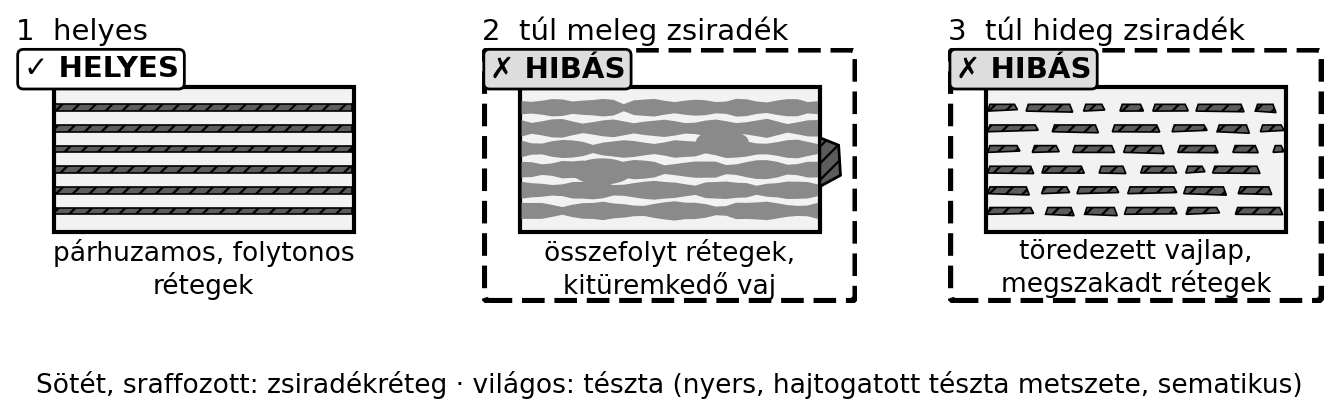 1 helyes
✓ HELYES
párhuzamos, folytonos
rétegek
2 túl meleg zsiradék
✗ HIBÁS
összefolyt rétegek,
kitüremkedő vaj
3 túl hideg zsiradék
✗ HIBÁS
töredezett vajlap,
megszakadt rétegek
Sötét, sraffozott: zsiradékréteg · világos: tészta (nyers, hajtogatott tészta metszete, sematikus)